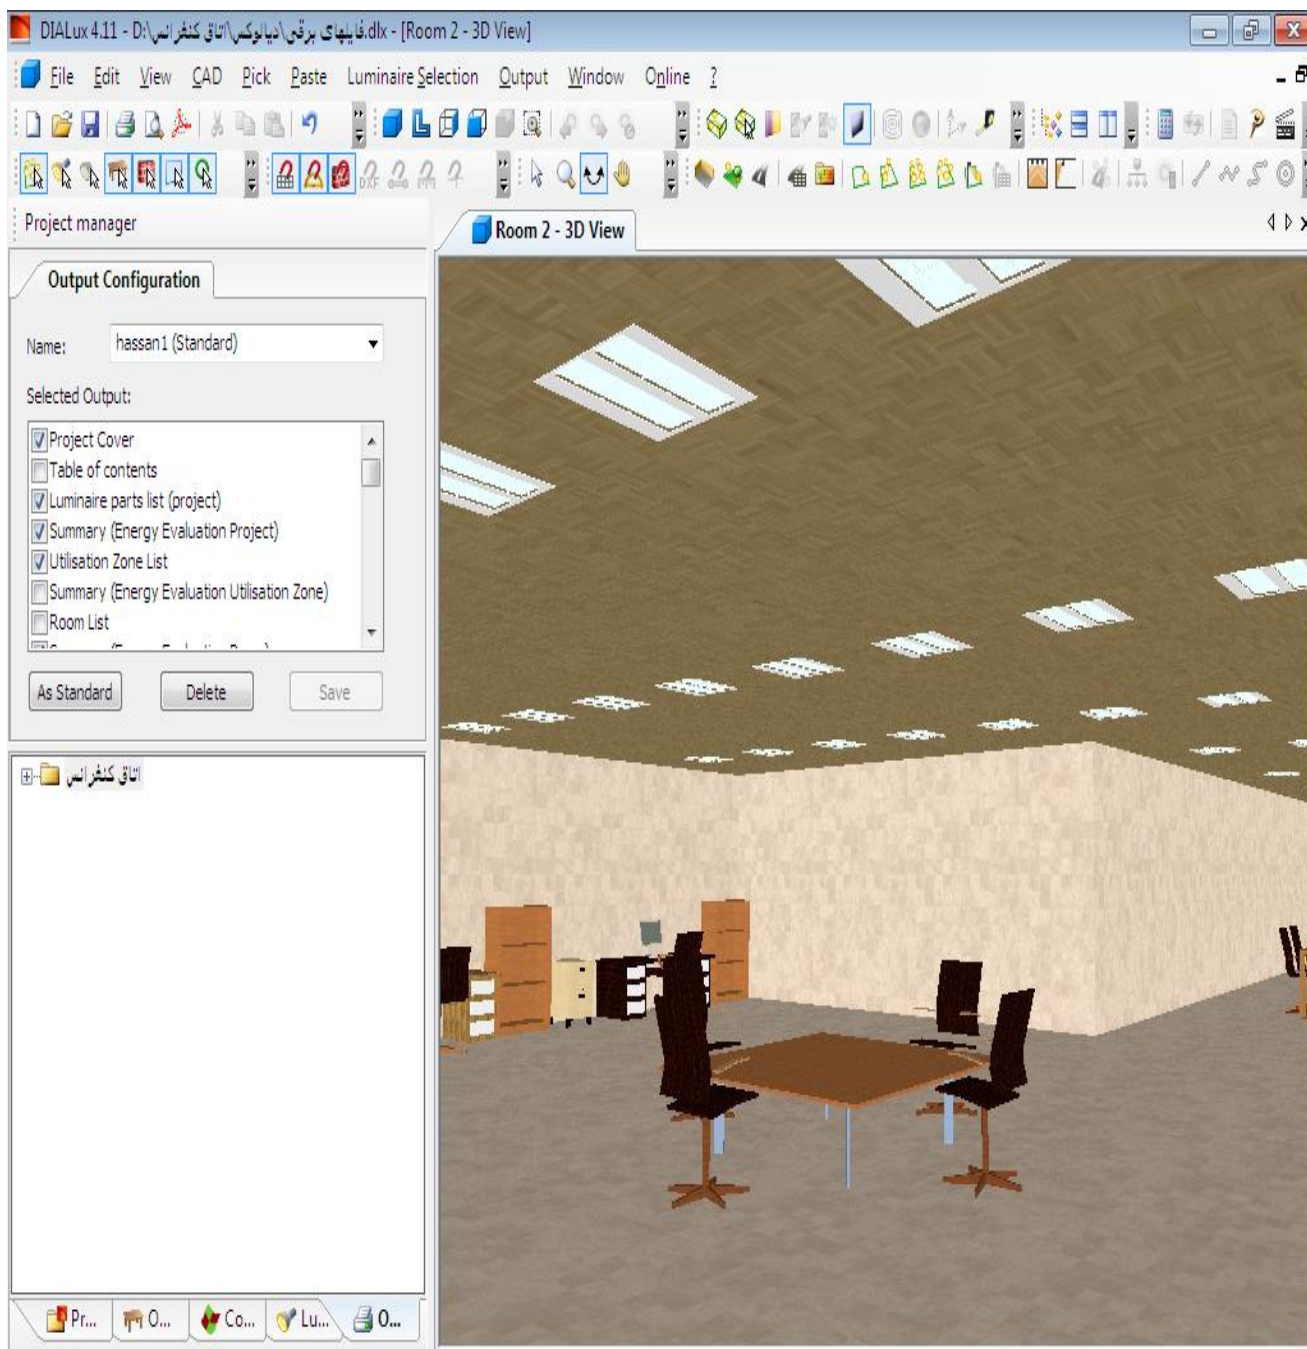 DIALux 4.11 - D:\فایلهای برقی\دیالوکس\اتاق کنفرانس.dlx - [Room 2 - 3D View]
File Edit View CAD Pick Paste Luminaire Selection Output Window Online ?
DXF
Project manager
Room 2 - 3D View
Output Configuration
Name: hassan1 (Standard)
Selected Output:
Project Cover
Table of contents
Luminaire parts list (project)
Summary (Energy Evaluation Project)
Utilisation Zone List
Summary (Energy Evaluation Utilisation Zone)
Room List
As Standard Delete Save
اتاق کنفرانس
Pr... O... Co... Lu... O...